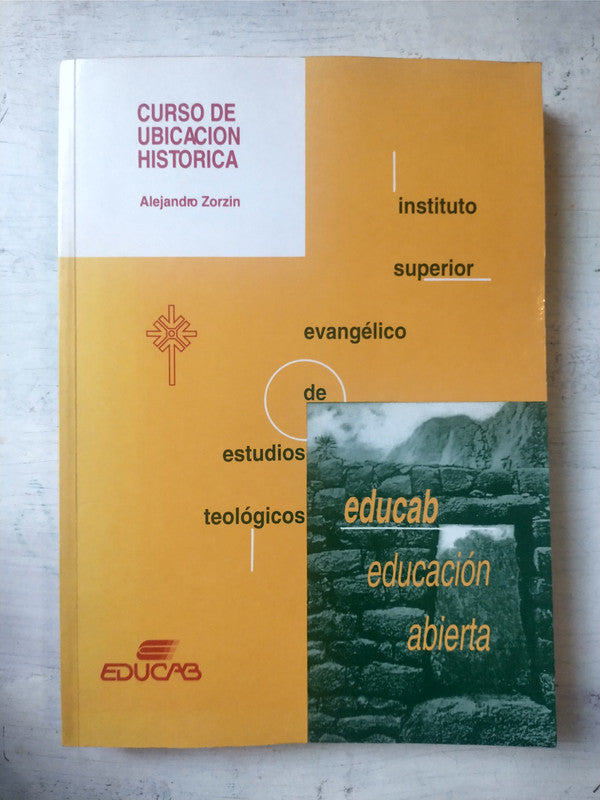 CURSO DE
UBICACION
HISTORICA
Alejandro Zorzin
instituto
superior
evangélico
de
estudios
teológicos
educab
educación
abierta
EDUCAB